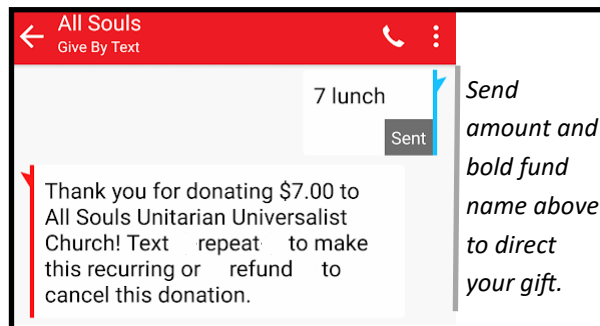 All Souls
Give By Text
7 lunch
Sent
Thank you for donating $7.00 to
All Souls Unitarian Universalist
Church! Text repeat to make
this recurring or refund to
cancel this donation.
Send
amount and
bold fund
name above
to direct
your gift.